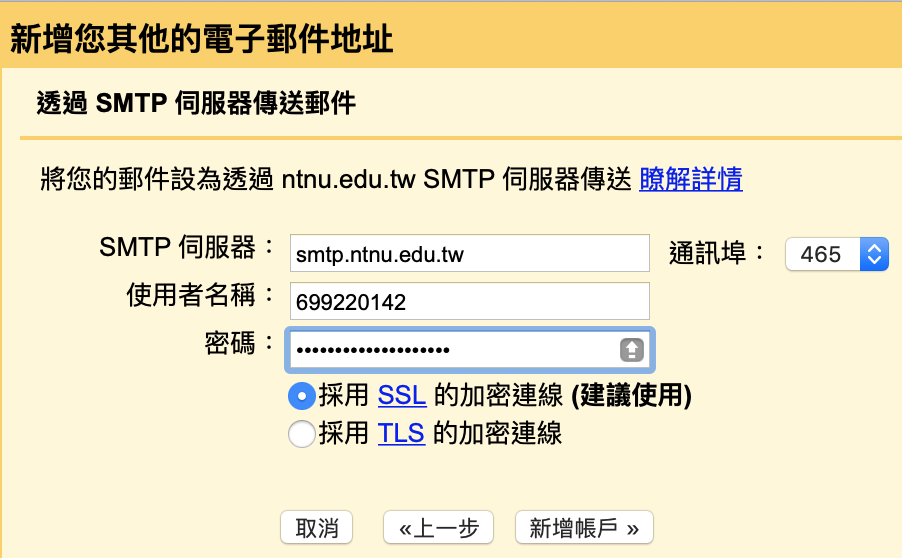 新增您其他的電子郵件地址
透過 SMTP 伺服器傳送郵件
將您的郵件設為透過 ntnu.edu.tw SMTP 伺服器傳送 瞭解詳情
SMTP 伺服器： smtp.ntnu.edu.tw 通訊埠： 465
使用者名稱： 699220142
密碼： ••••••••••••••••••••
採用 SSL 的加密連線 (建議使用)
採用 TLS 的加密連線
取消 «上一步 新增帳戶 »